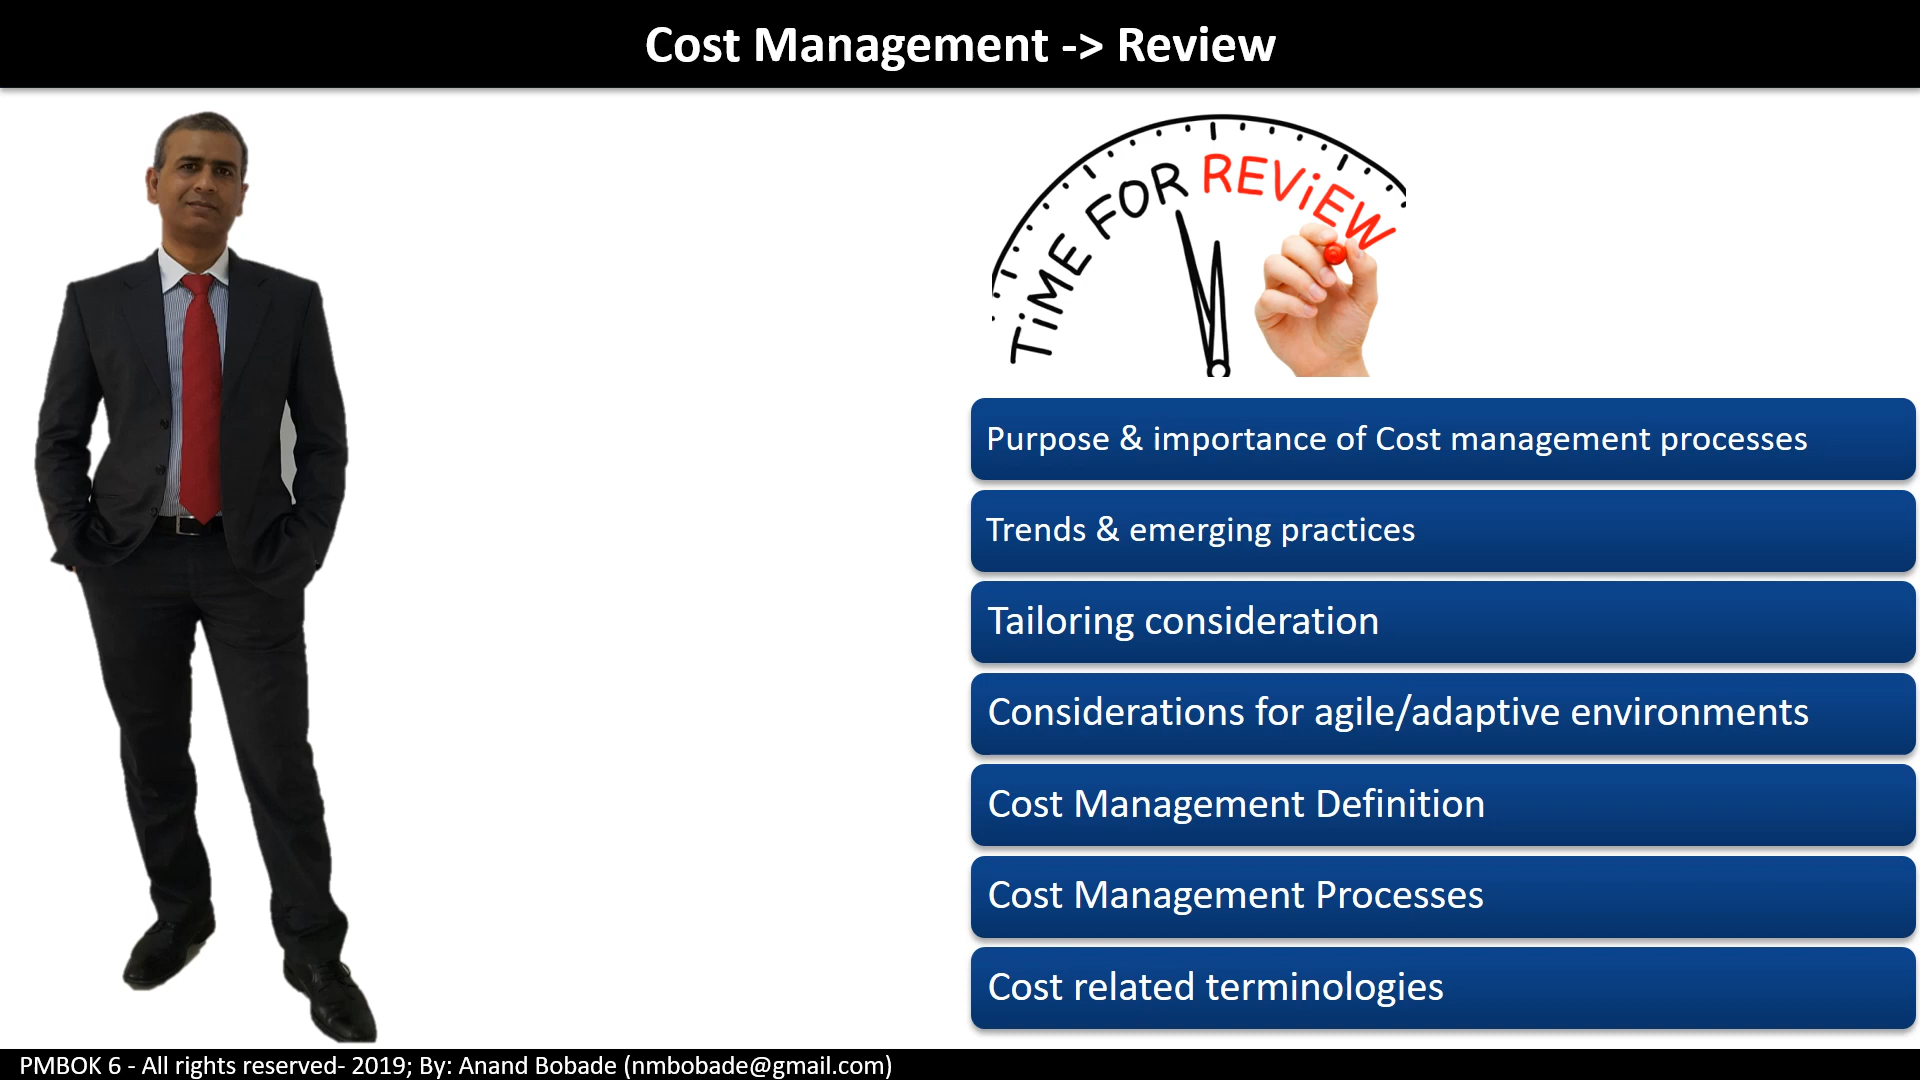 Cost Management -> Review
TiME FOR REViEW
Purpose & importance of Cost management processes
Trends & emerging practices
Tailoring consideration
Considerations for agile/adaptive environments
Cost Management Definition
Cost Management Processes
Cost related terminologies
PMBOK 6 - All rights reserved- 2019; By: Anand Bobade (nmbobade@gmail.com)